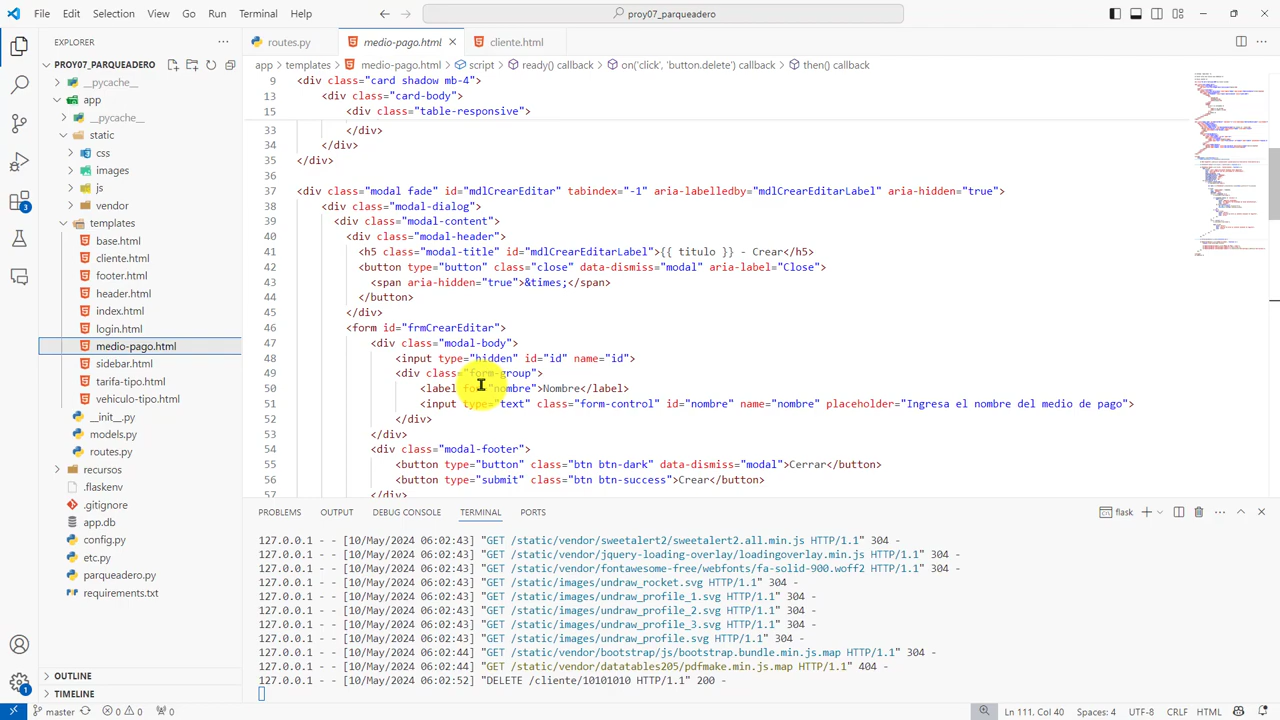 File Edit Selection View Go Run Terminal Help proy07_parqueadero
EXPLORER
PROY07_PARQUEADERO
__pycache__
app
__pycache__
static
css
js
vendor
templates
base.html
cliente.html
footer.html
header.html
index.html
login.html
medio-pago.html
sidebar.html
tarifa-tipo.html
vehiculo-tipo.html
__init__.py
models.py
routes.py
recursos
.flaskenv
.gitignore
app.db
config.py
etc.py
parqueadero.py
requirements.txt
OUTLINE
TIMELINE
routes.py medio-pago.html cliente.html
app > templates > medio-pago.html > script > ready() callback > on('click', 'button.delete') callback > then() callback
9 <div class="card shadow mb-4">
13 <div class="card-body">
15 <div class="table-responsive">
33 </div>
34 </div>
35 </div>
36
37 <div class="modal fade" id="mdlCrearEditar" tabindex="-1" aria-labelledby="mdlCrearEditarLabel" aria-hidden="true">
38 <div class="modal-dialog">
39 <div class="modal-content">
40 <div class="modal-header">
41
42 <button type="button" class="close" data-dismiss="modal" aria-label="Close">
43 <span aria-hidden="true">&times;</span>
44 </button>
45 </div>
46 <form id="frmCrearEditar">
47 <div class="modal-body">
48 <input type="hidden" id="id" name="id">
49 <div class="form-group">
50 <label for="nombre">Nombre</label>
51 <input type="text" class="form-control" id="nombre" name="nombre" placeholder="Ingresa el nombre del medio de pago">
52 </div>
53 </div>
54 <div class="modal-footer">
55 <button type="button" class="btn btn-dark" data-dismiss="modal">Cerrar</button>
56 <button type="submit" class="btn btn-success">Crear</button>
57 </div>
PROBLEMS OUTPUT DEBUG CONSOLE TERMINAL PORTS flask
127.0.0.1 - - [10/May/2024 06:02:43] "GET /static/vendor/sweetalert2/sweetalert2.all.min.js HTTP/1.1" 304 -
127.0.0.1 - - [10/May/2024 06:02:43] "GET /static/vendor/jquery-loading-overlay/loadingoverlay.min.js HTTP/1.1" 304 -
127.0.0.1 - - [10/May/2024 06:02:43] "GET /static/vendor/fontawesome-free/webfonts/fa-solid-900.woff2 HTTP/1.1" 304 -
127.0.0.1 - - [10/May/2024 06:02:43] "GET /static/images/undraw_rocket.svg HTTP/1.1" 304 -
127.0.0.1 - - [10/May/2024 06:02:43] "GET /static/images/undraw_profile_1.svg HTTP/1.1" 304 -
127.0.0.1 - - [10/May/2024 06:02:43] "GET /static/images/undraw_profile_2.svg HTTP/1.1" 304 -
127.0.0.1 - - [10/May/2024 06:02:43] "GET /static/images/undraw_profile_3.svg HTTP/1.1" 304 -
127.0.0.1 - - [10/May/2024 06:02:43] "GET /static/images/undraw_profile.svg HTTP/1.1" 304 -
127.0.0.1 - - [10/May/2024 06:02:44] "GET /static/vendor/bootstrap/js/bootstrap.bundle.min.js.map HTTP/1.1" 304 -
127.0.0.1 - - [10/May/2024 06:02:44] "GET /static/vendor/datatables205/pdfmake.min.js.map HTTP/1.1" 404 -
127.0.0.1 - - [10/May/2024 06:02:52] "DELETE /cliente/10101010 HTTP/1.1" 200 -
master 0 0 0 Ln 111, Col 40 Spaces: 4 UTF-8 CRLF HTML